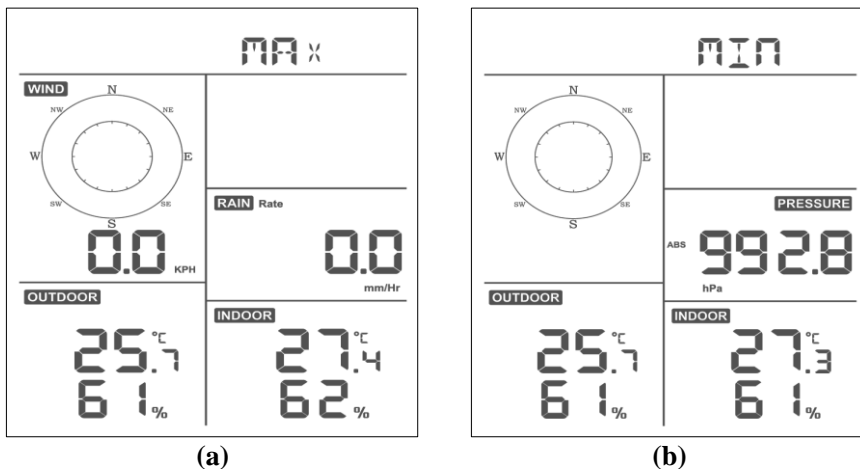 MAX
WIND
N
NW NE
W E
SW SE
S
0.0 KPH
RAIN Rate
0.0
mm/Hr
OUTDOOR
25.7 °C
61 %
INDOOR
27.4 °C
62 %
(a)
MIN
N
NW NE
W E
SW SE
S
PRESSURE
ABS 992.8
hPa
OUTDOOR
25.7 °C
61 %
INDOOR
27.3 °C
61 %
(b)